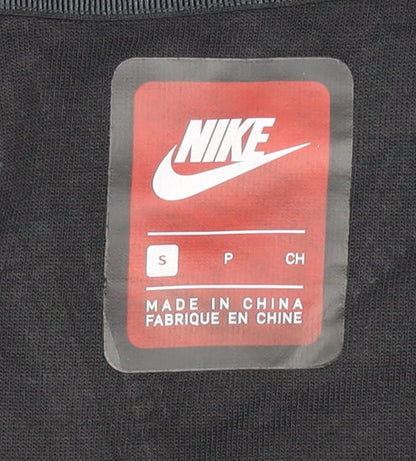 NIKE
S P CH
MADE IN CHINA
FABRIQUE EN CHINE